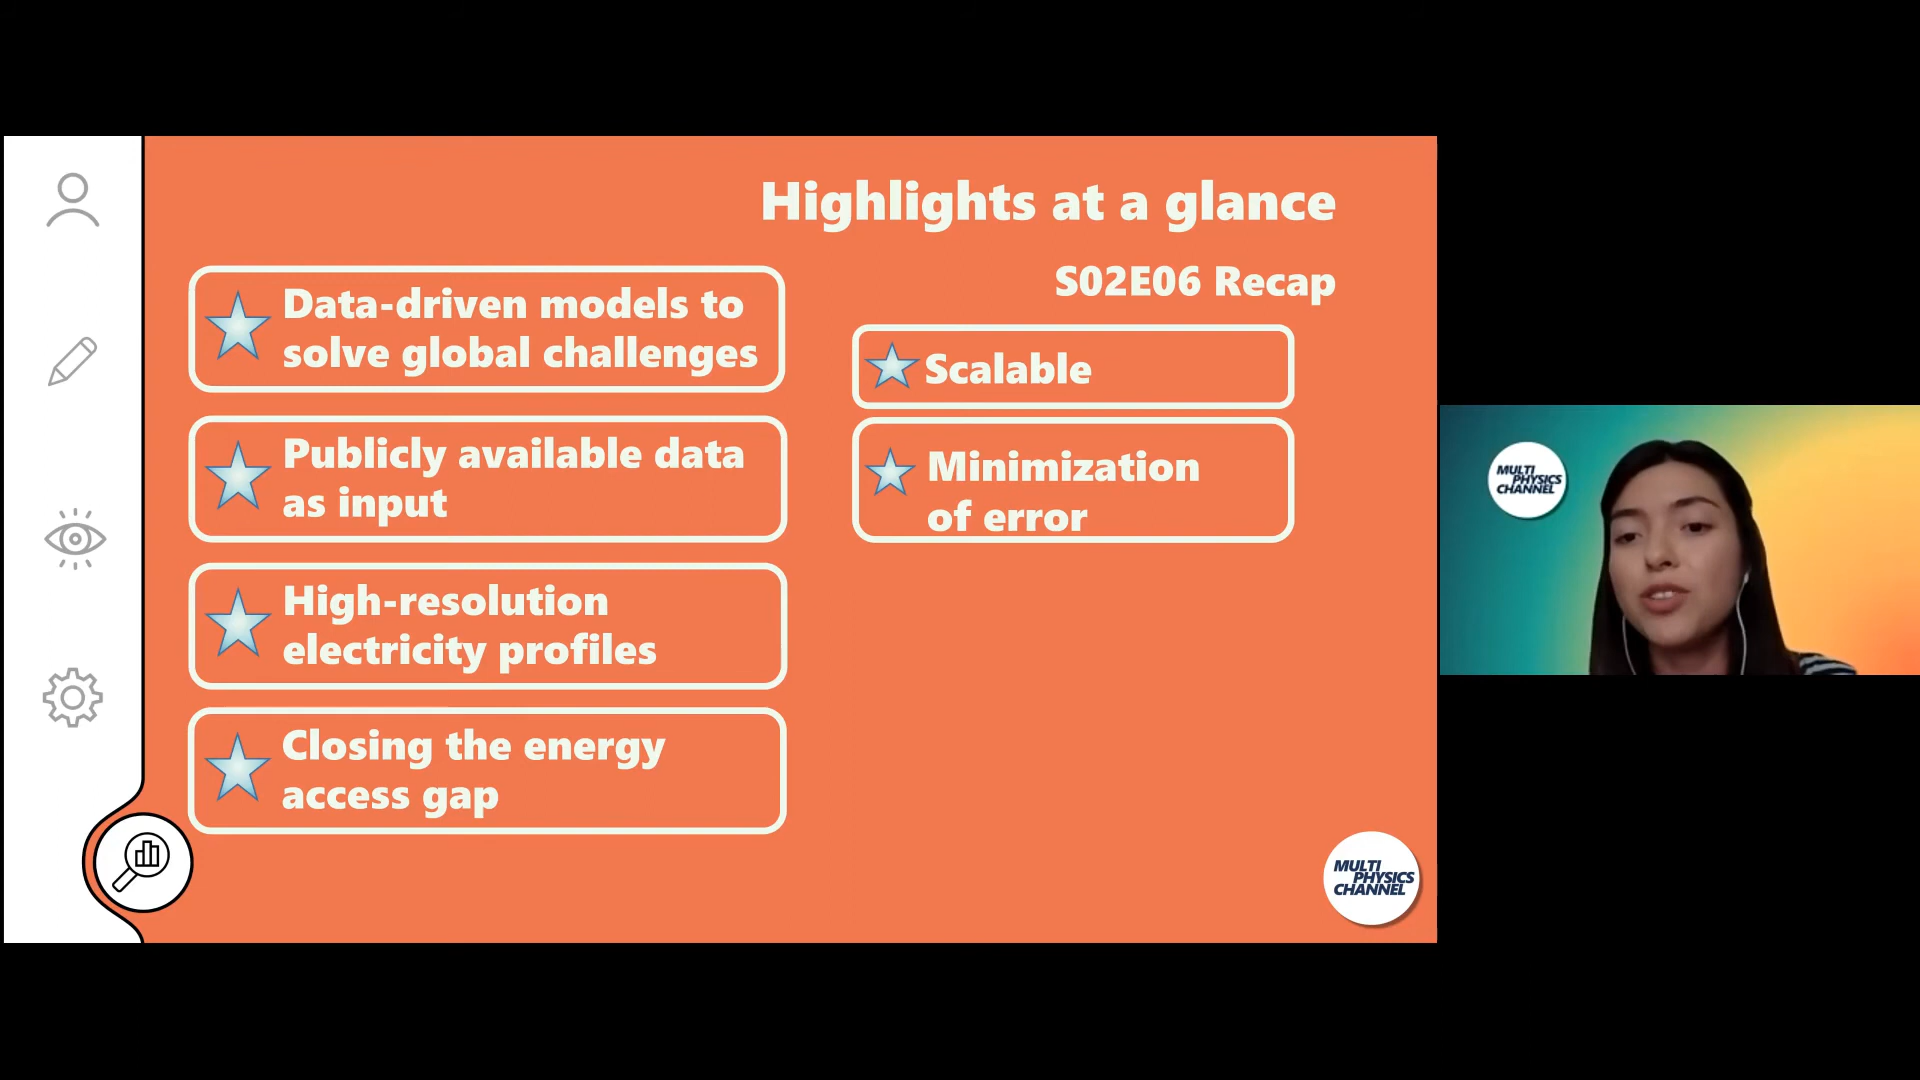 Highlights at a glance
S02E06 Recap
Data-driven models to
solve global challenges
Publicly available data
as input
High-resolution
electricity profiles
Closing the energy
access gap
Scalable
Minimization
of error
MULTI
PHYSICS
CHANNEL
MULTI
PHYSICS
CHANNEL